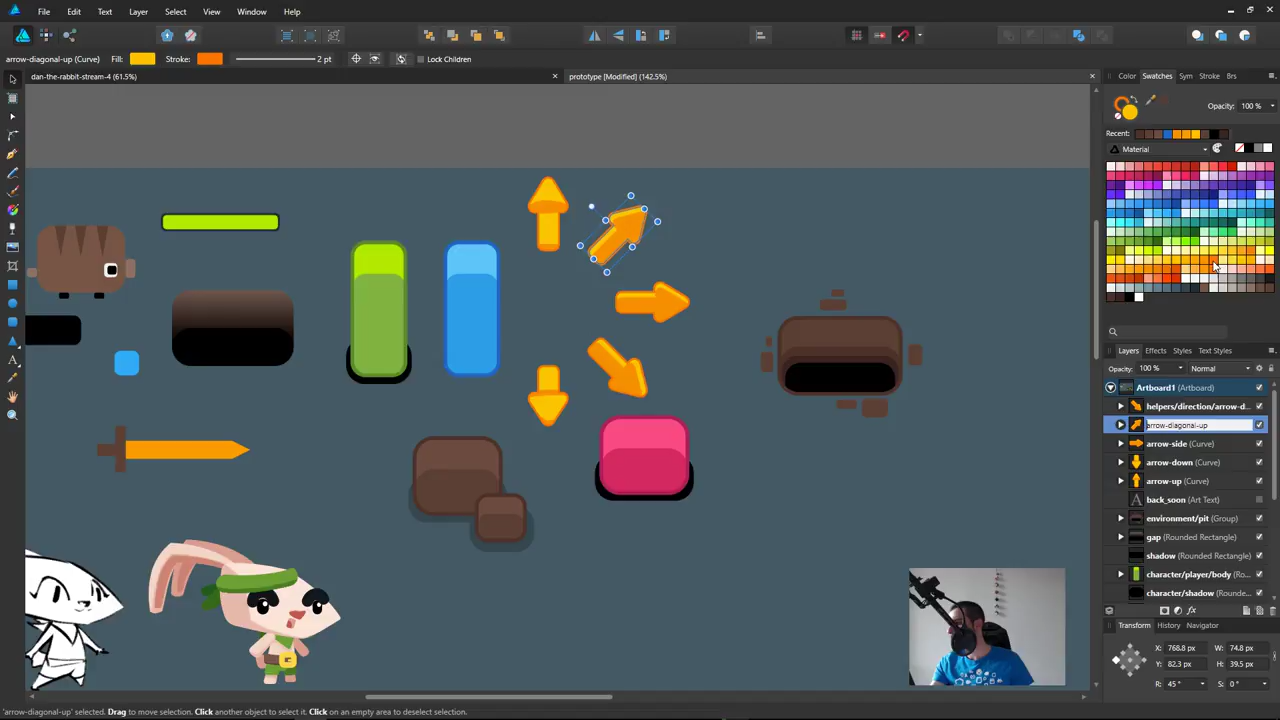 File Edit Text Layer Select View Window Help
arrow-diagonal-up (Curve) Fill: Stroke: 2 pt Lock Children
dan-the-rabbit-stream-4 (61.5%) prototype [Modified] (142.5%)
Color Swatches Sym Stroke Brs
Opacity: 100 %
Recent:
Material
Layers Effects Styles Text Styles
Opacity: 100 % Normal
Artboard1 (Artboard)
helpers/direction/arrow-d...
arrow-diagonal-up
arrow-side (Curve)
arrow-down (Curve)
arrow-up (Curve)
back_soon (Art Text)
environment/pit (Group)
gap (Rounded Rectangle)
shadow (Rounded Rectangle)
character/player/body (Ro...
character/shadow (Rounde...
Transform History Navigator
X: 768.8 px W: 74.8 px
Y: 82.3 px H: 39.5 px
R: 45 ° S: 0 °
'arrow-diagonal-up' selected. Drag to move selection. Click another object to select it. Click on an empty area to deselect selection.